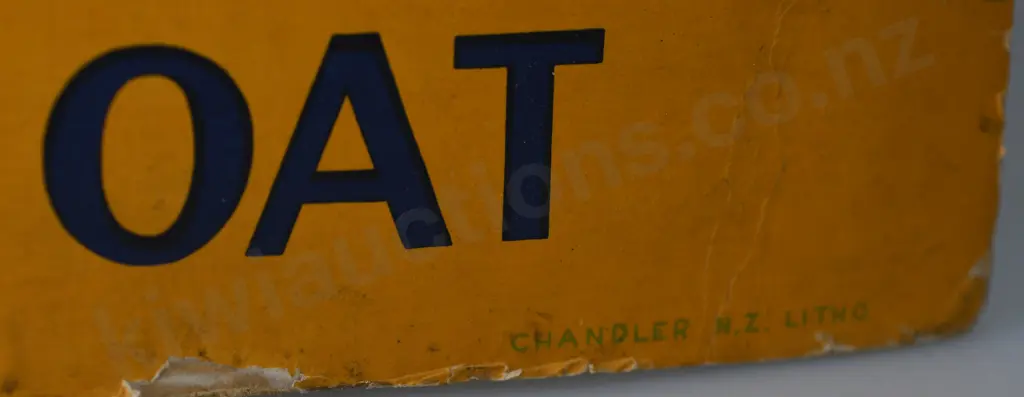 OAT
kiwiauctions.co.nz
CHANDLER N.Z. LITHO